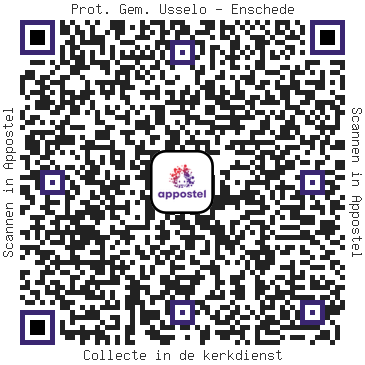 Prot. Gem. Usselo - Enschede
Scannen in Appostel
appostel
Scannen in Appostel
Collecte in de kerkdienst